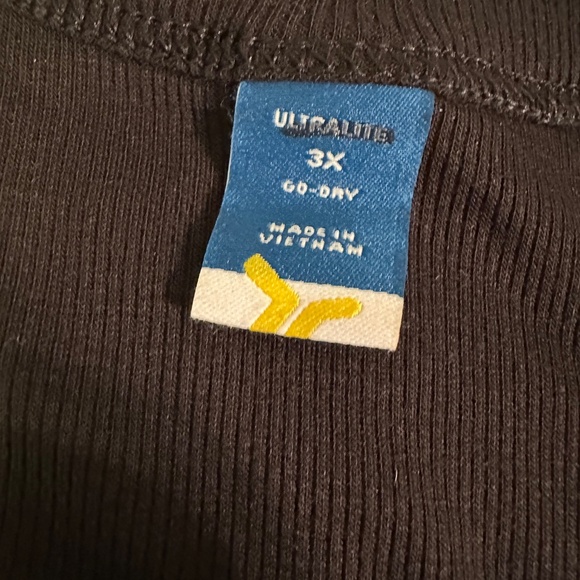 ULTRALITE
3X
GO-DRY
MADE IN
VIETNAM